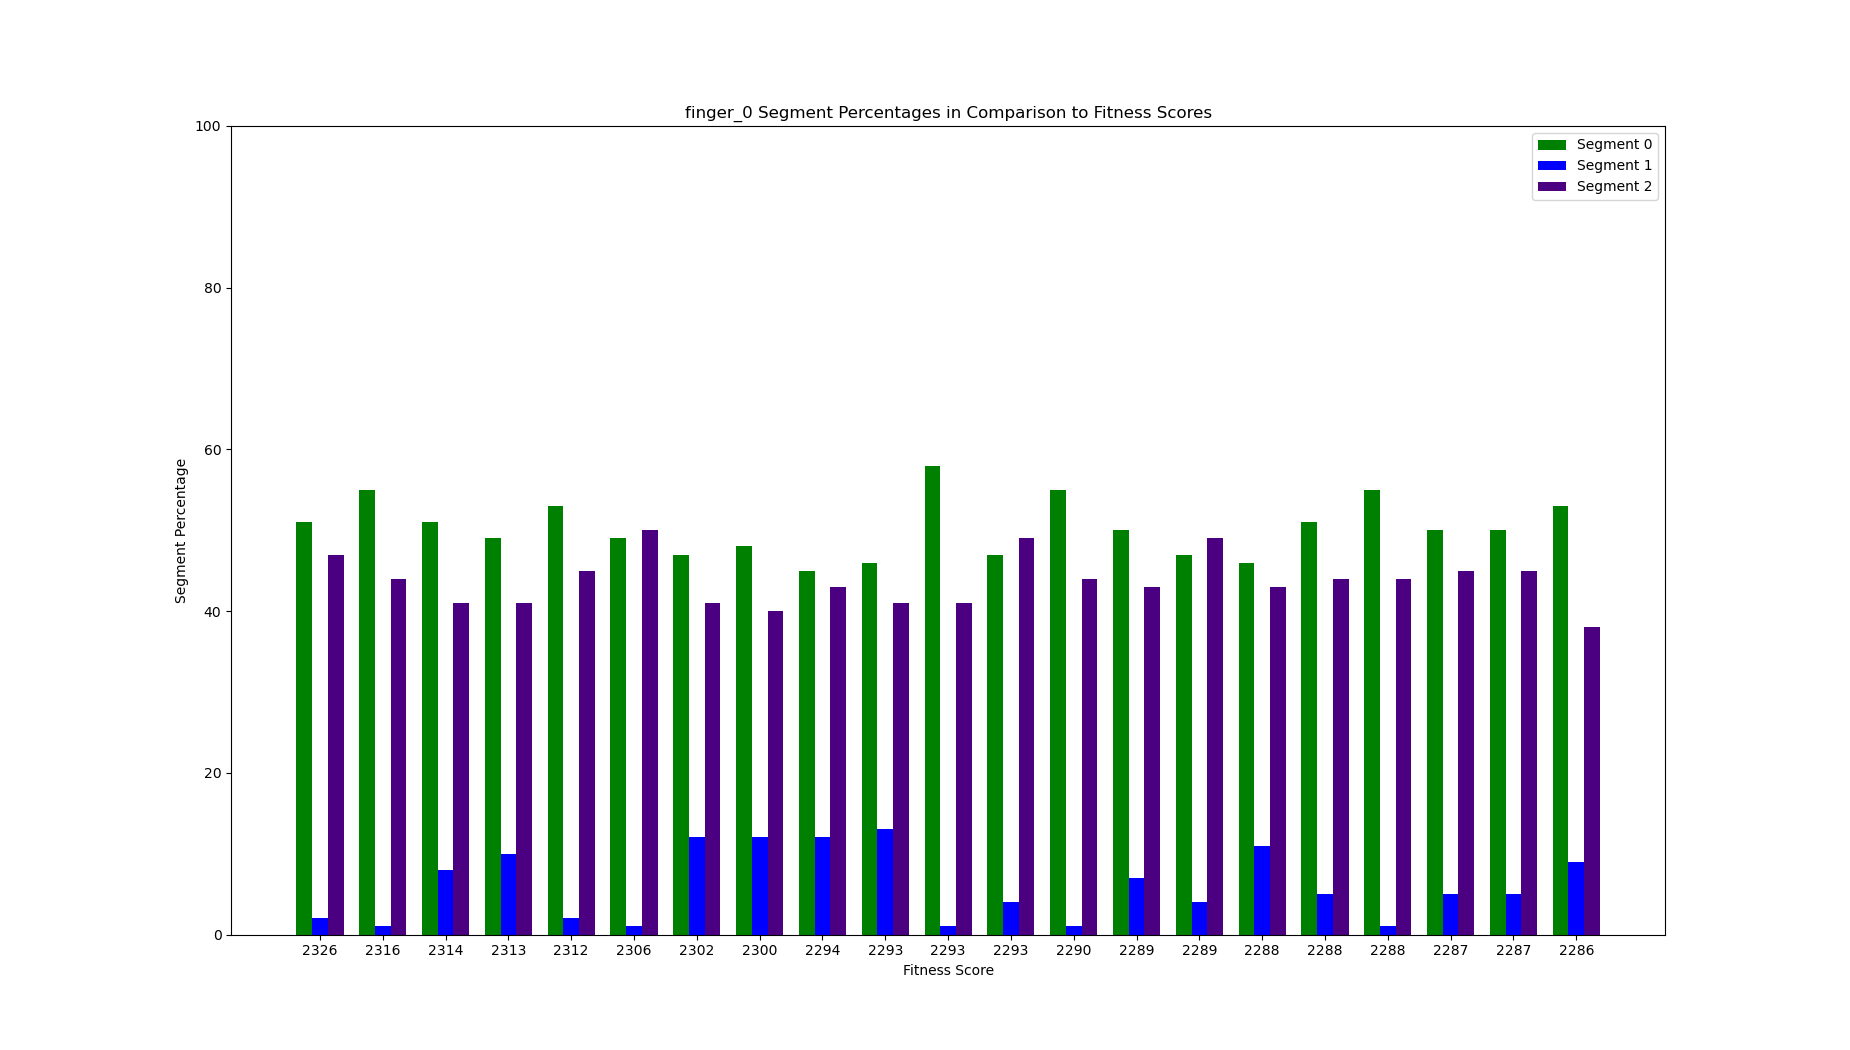 finger_0 Segment Percentages in Comparison to Fitness Scores
Segment 0
Segment 1
Segment 2
100
80
60
40
20
0
Segment Percentage
2326 2316 2314 2313 2312 2306 2302 2300 2294 2293 2293 2293 2290 2289 2289 2288 2288 2288 2287 2287 2286
Fitness Score